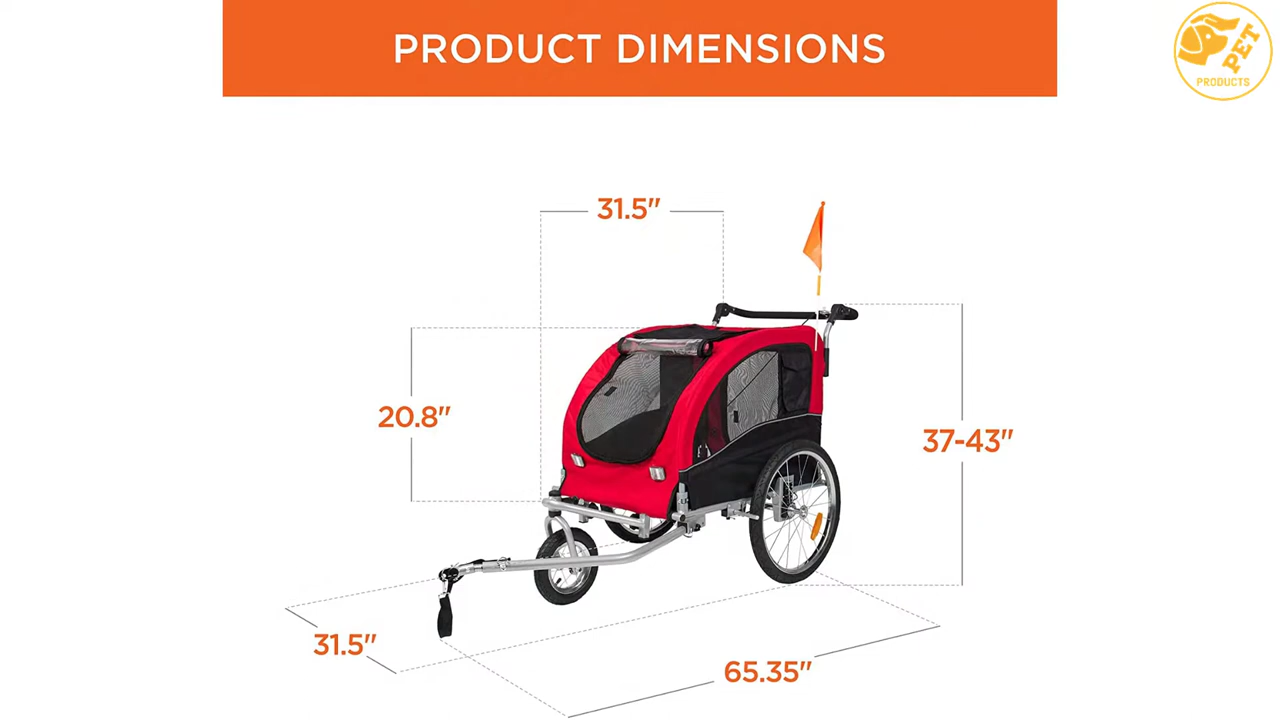 PRODUCT DIMENSIONS
PET
PRODUCTS
31.5"
20.8"
37-43"
31.5"
65.35"